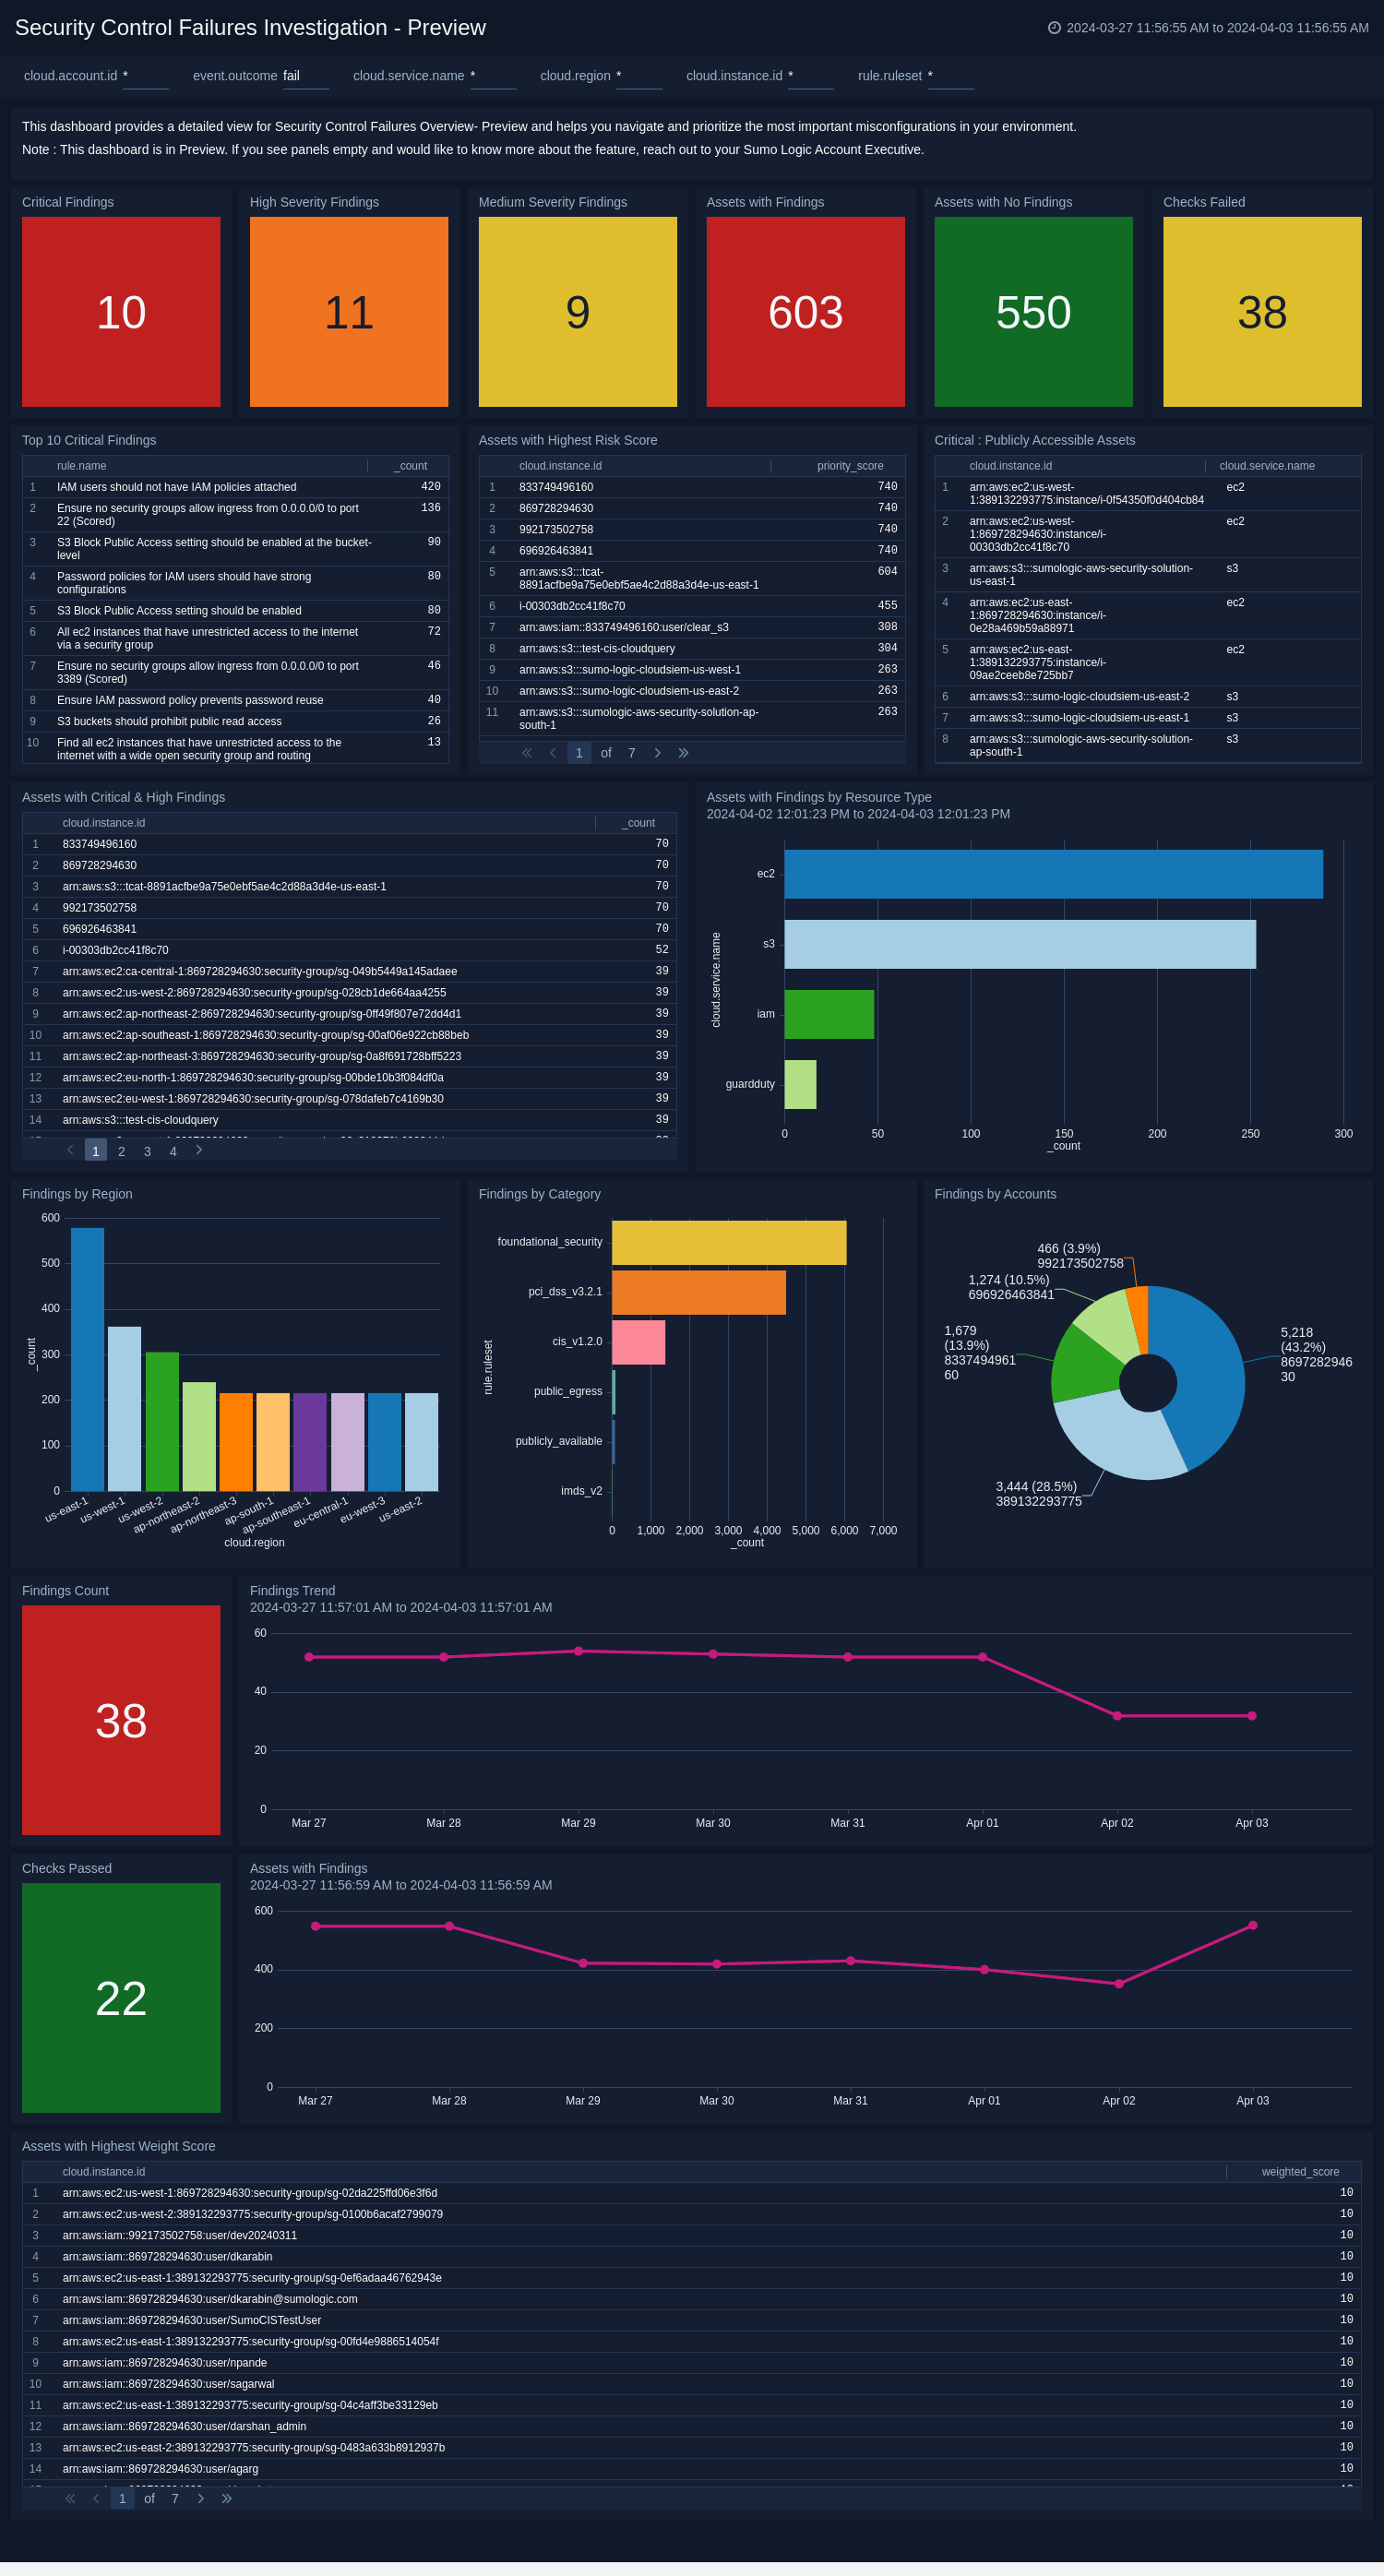 Security Control Failures Investigation - Preview
2024-03-27 11:56:55 AM to 2024-04-03 11:56:55 AM
cloud.account.id *
event.outcome fail
cloud.service.name *
cloud.region *
cloud.instance.id *
rule.ruleset *
This dashboard provides a detailed view for Security Control Failures Overview- Preview and helps you navigate and prioritize the most important misconfigurations in your environment.
Note : This dashboard is in Preview. If you see panels empty and would like to know more about the feature, reach out to your Sumo Logic Account Executive.
Critical Findings
10
High Severity Findings
11
Medium Severity Findings
9
Assets with Findings
603
Assets with No Findings
550
Checks Failed
38
Top 10 Critical Findings
rule.name _count
1 IAM users should not have IAM policies attached 420
2 Ensure no security groups allow ingress from 0.0.0.0/0 to port 136
22 (Scored)
3 S3 Block Public Access setting should be enabled at the bucket- 90
level
4 Password policies for IAM users should have strong 80
configurations
5 S3 Block Public Access setting should be enabled 80
6 All ec2 instances that have unrestricted access to the internet 72
via a security group
7 Ensure no security groups allow ingress from 0.0.0.0/0 to port 46
3389 (Scored)
8 Ensure IAM password policy prevents password reuse 40
9 S3 buckets should prohibit public read access 26
10 Find all ec2 instances that have unrestricted access to the 13
internet with a wide open security group and routing
Assets with Highest Risk Score
cloud.instance.id priority_score
1 833749496160 740
2 869728294630 740
3 992173502758 740
4 696926463841 740
5 arn:aws:s3:::tcat- 604
8891acfbe9a75e0ebf5ae4c2d88a3d4e-us-east-1
6 i-00303db2cc41f8c70 455
7 arn:aws:iam::833749496160:user/clear_s3 308
8 arn:aws:s3:::test-cis-cloudquery 304
9 arn:aws:s3:::sumo-logic-cloudsiem-us-west-1 263
10 arn:aws:s3:::sumo-logic-cloudsiem-us-east-2 263
11 arn:aws:s3:::sumologic-aws-security-solution-ap- 263
south-1
1 of 7
Critical : Publicly Accessible Assets
cloud.instance.id cloud.service.name
1 arn:aws:ec2:us-west- ec2
1:389132293775:instance/i-0f54350f0d404cb84
2 arn:aws:ec2:us-west- ec2
1:869728294630:instance/i-
00303db2cc41f8c70
3 arn:aws:s3:::sumologic-aws-security-solution- s3
us-east-1
4 arn:aws:ec2:us-east- ec2
1:869728294630:instance/i-
0e28a469b59a88971
5 arn:aws:ec2:us-east- ec2
1:389132293775:instance/i-
09ae2ceeb8e725bb7
6 arn:aws:s3:::sumo-logic-cloudsiem-us-east-2 s3
7 arn:aws:s3:::sumo-logic-cloudsiem-us-east-1 s3
8 arn:aws:s3:::sumologic-aws-security-solution- s3
ap-south-1
Assets with Critical & High Findings
cloud.instance.id _count
1 833749496160 70
2 869728294630 70
3 arn:aws:s3:::tcat-8891acfbe9a75e0ebf5ae4c2d88a3d4e-us-east-1 70
4 992173502758 70
5 696926463841 70
6 i-00303db2cc41f8c70 52
7 arn:aws:ec2:ca-central-1:869728294630:security-group/sg-049b5449a145adaee 39
8 arn:aws:ec2:us-west-2:869728294630:security-group/sg-028cb1de664aa4255 39
9 arn:aws:ec2:ap-northeast-2:869728294630:security-group/sg-0ff49f807e72dd4d1 39
10 arn:aws:ec2:ap-southeast-1:869728294630:security-group/sg-00af06e922cb88beb 39
11 arn:aws:ec2:ap-northeast-3:869728294630:security-group/sg-0a8f691728bff5223 39
12 arn:aws:ec2:eu-north-1:869728294630:security-group/sg-00bde10b3f084df0a 39
13 arn:aws:ec2:eu-west-1:869728294630:security-group/sg-078dafeb7c4169b30 39
14 arn:aws:s3:::test-cis-cloudquery 39
1 2 3 4
Assets with Findings by Resource Type
2024-04-02 12:01:23 PM to 2024-04-03 12:01:23 PM
cloud.service.name
ec2
s3
iam
guardduty
0 50 100 150 200 250 300
_count
Findings by Region
_count
600
500
400
300
200
100
0
us-east-1 us-west-1 us-west-2 ap-northeast-2 ap-northeast-3 ap-south-1 ap-southeast-1 eu-central-1 eu-west-3 us-east-2
cloud.region
Findings by Category
rule.ruleset
foundational_security
pci_dss_v3.2.1
cis_v1.2.0
public_egress
publicly_available
imds_v2
0 1,000 2,000 3,000 4,000 5,000 6,000 7,000
_count
Findings by Accounts
466 (3.9%)
992173502758
1,274 (10.5%)
696926463841
1,679
(13.9%)
8337494961
60
5,218
(43.2%)
8697282946
30
3,444 (28.5%)
389132293775
Findings Count
38
Findings Trend
2024-03-27 11:57:01 AM to 2024-04-03 11:57:01 AM
60
40
20
0
Mar 27 Mar 28 Mar 29 Mar 30 Mar 31 Apr 01 Apr 02 Apr 03
Checks Passed
22
Assets with Findings
2024-03-27 11:56:59 AM to 2024-04-03 11:56:59 AM
600
400
200
0
Mar 27 Mar 28 Mar 29 Mar 30 Mar 31 Apr 01 Apr 02 Apr 03
Assets with Highest Weight Score
cloud.instance.id weighted_score
1 arn:aws:ec2:us-west-1:869728294630:security-group/sg-02da225ffd06e3f6d 10
2 arn:aws:ec2:us-west-2:389132293775:security-group/sg-0100b6acaf2799079 10
3 arn:aws:iam::992173502758:user/dev20240311 10
4 arn:aws:iam::869728294630:user/dkarabin 10
5 arn:aws:ec2:us-east-1:389132293775:security-group/sg-0ef6adaa46762943e 10
6 arn:aws:iam::869728294630:user/dkarabin@sumologic.com 10
7 arn:aws:iam::869728294630:user/SumoCISTestUser 10
8 arn:aws:ec2:us-east-1:389132293775:security-group/sg-00fd4e9886514054f 10
9 arn:aws:iam::869728294630:user/npande 10
10 arn:aws:iam::869728294630:user/sagarwal 10
11 arn:aws:ec2:us-east-1:389132293775:security-group/sg-04c4aff3be33129eb 10
12 arn:aws:iam::869728294630:user/darshan_admin 10
13 arn:aws:ec2:us-east-2:389132293775:security-group/sg-0483a633b8912937b 10
14 arn:aws:iam::869728294630:user/agarg 10
1 of 7